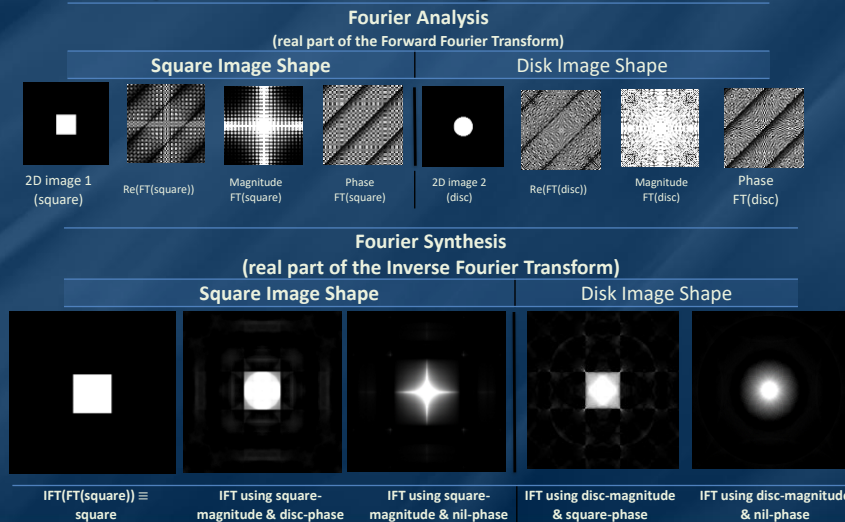 Fourier Analysis
(real part of the Forward Fourier Transform)
Square Image Shape
Disk Image Shape
2D image 1
(square)
Re(FT(square))
Magnitude
FT(square)
Phase
FT(square)
2D image 2
(disc)
Re(FT(disc))
Magnitude
FT(disc)
Phase
FT(disc)
Fourier Synthesis
(real part of the Inverse Fourier Transform)
Square Image Shape
Disk Image Shape
IFT(FT(square)) ≡
square
IFT using square-
magnitude & disc-phase
IFT using square-
magnitude & nil-phase
IFT using disc-magnitude
& square-phase
IFT using disc-magnitude
& nil-phase